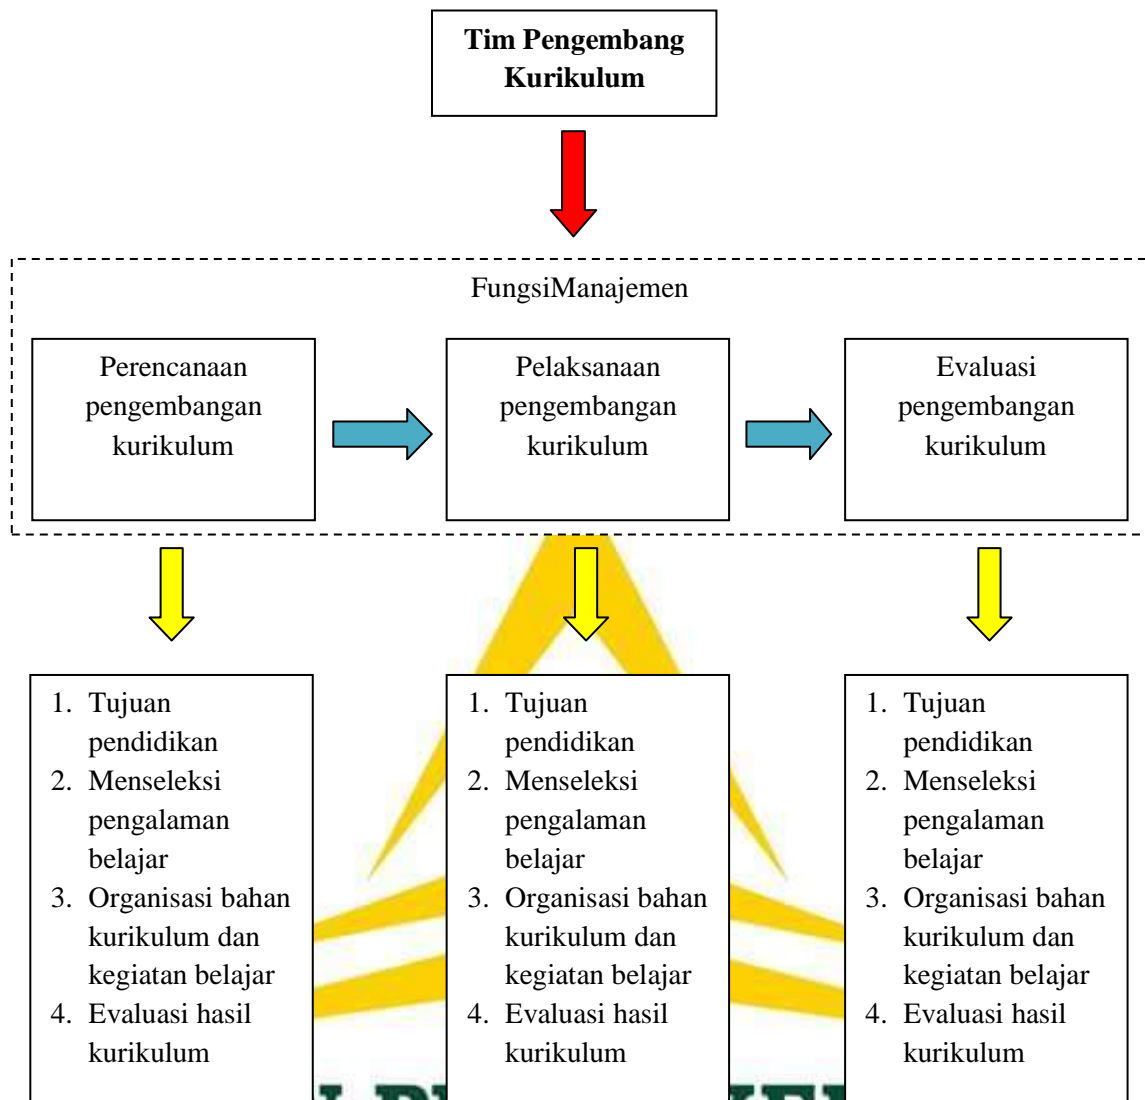 Tim Pengembang
Kurikulum
FungsiManajemen
Perencanaan
pengembangan
kurikulum
Pelaksanaan
pengembangan
kurikulum
Evaluasi
pengembangan
kurikulum
1. Tujuan
pendidikan
2. Menseleksi
pengalaman
belajar
3. Organisasi bahan
kurikulum dan
kegiatan belajar
4. Evaluasi hasil
kurikulum
1. Tujuan
pendidikan
2. Menseleksi
pengalaman
belajar
3. Organisasi bahan
kurikulum dan
kegiatan belajar
4. Evaluasi hasil
kurikulum
1. Tujuan
pendidikan
2. Menseleksi
pengalaman
belajar
3. Organisasi bahan
kurikulum dan
kegiatan belajar
4. Evaluasi hasil
kurikulum